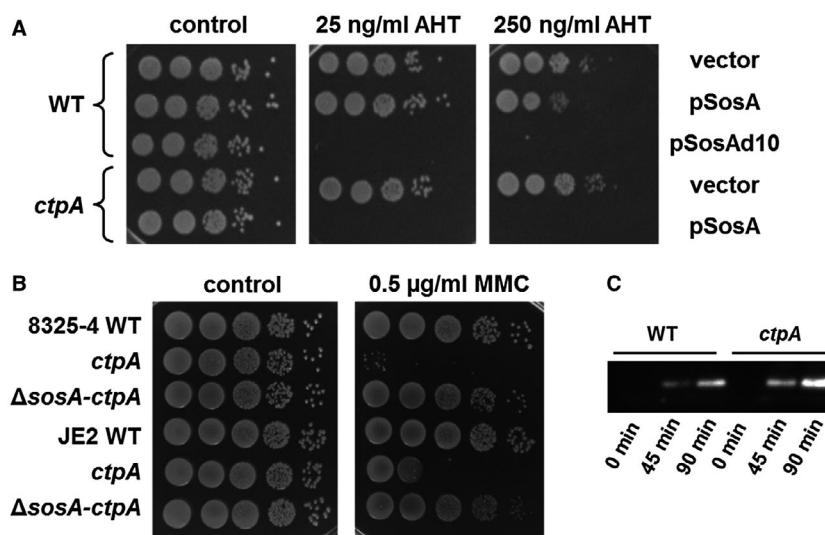 A
control
25 ng/ml AHT
250 ng/ml AHT
WT
vector
pSosA
pSosAd10
ctpA
vector
pSosA
B
control
0.5 µg/ml MMC
8325-4 WT
ctpA
ΔsosA-ctpA
JE2 WT
ctpA
ΔsosA-ctpA
C
WT
ctpA
0 min
45 min
90 min
0 min
45 min
90 min